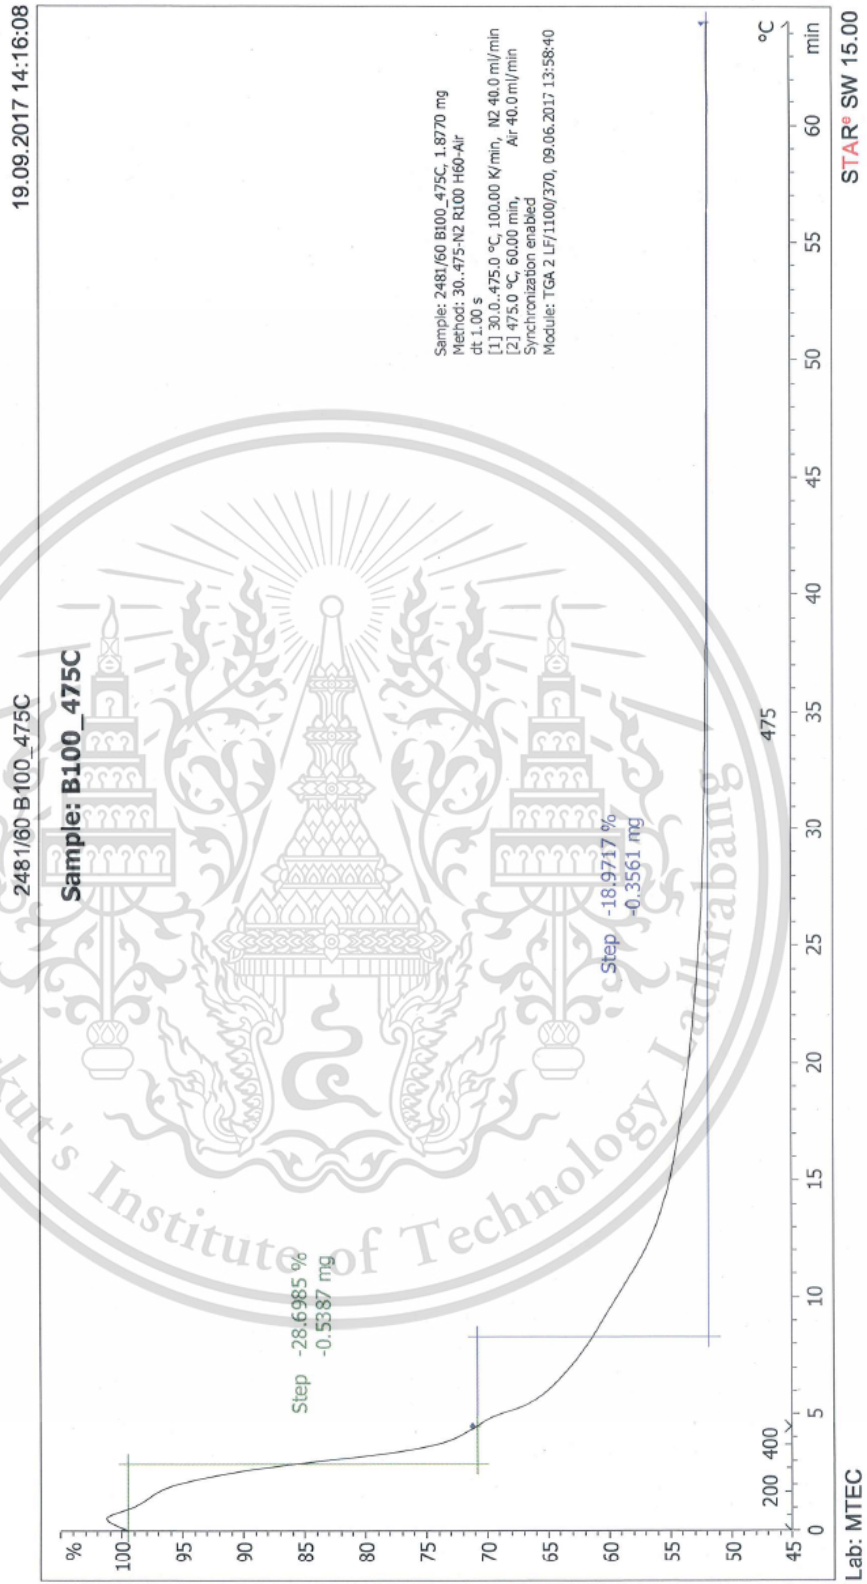 2481/60 B100_475C
19.09.2017 14:16:08
Sample: B100_475C
%
100
95
90
85
80
75
70
65
60
55
50
45
Step -28.6985 %
-0.5387 mg
Step -18.9717 %
-0.3561 mg
Sample: 2481/60 B100_475C, 1.8770 mg
Method: 30..475-N2 R100 H60-Air
dt 1.00 s
[1] 30.0..475.0 °C, 100.00 K/min, N2 40.0 ml/min
[2] 475.0 °C, 60.00 min, Air 40.0 ml/min
Synchronization enabled
Module: TGA 2 LF/1100/370, 09.06.2017 13:58:40
200 400 475 °C
0 5 10 15 20 25 30 35 40 45 50 55 60 min
Lab: MTEC
STARe SW 15.00
kut's Institute of Technology Ladkrabang